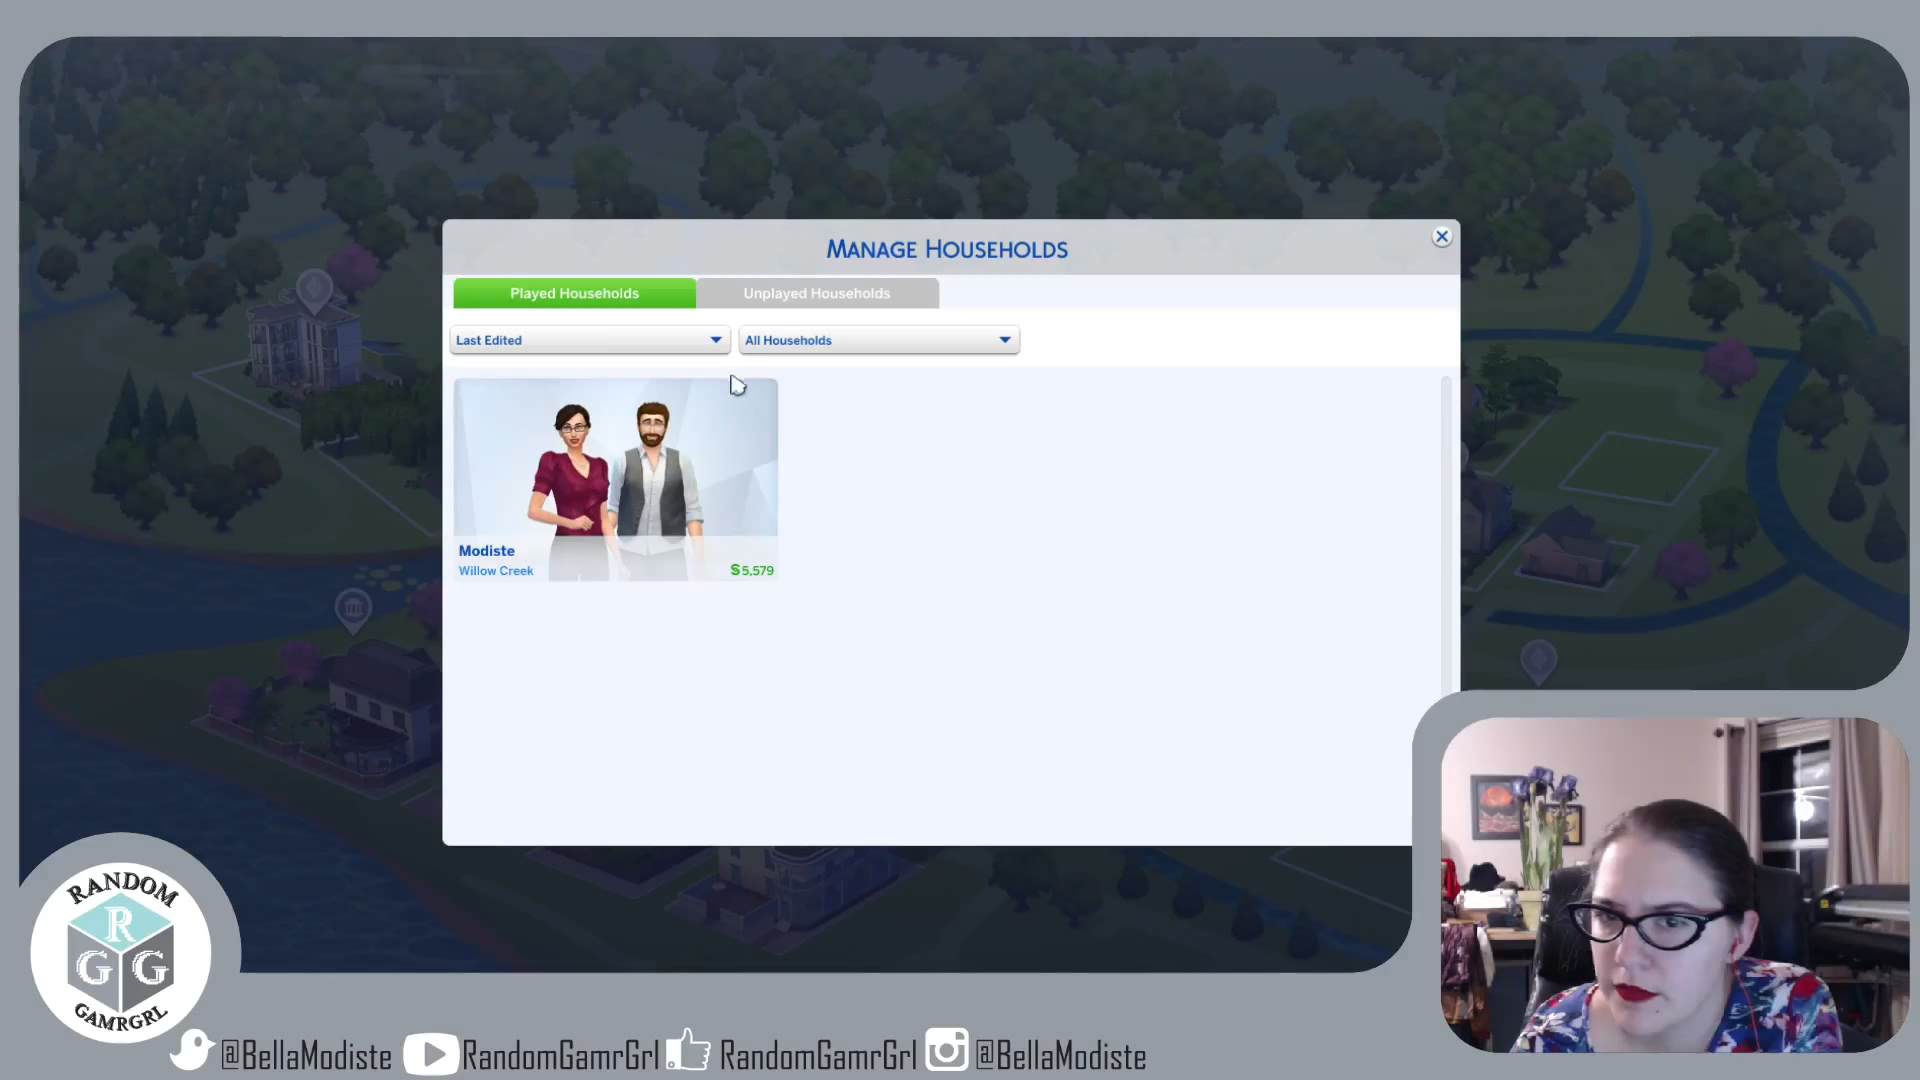 MANAGE HOUSEHOLDS
Played Households
Unplayed Households
Last Edited
All Households
Modiste
Willow Creek
§5,579
RANDOM
R
G G
GAMRGRL
@BellaModiste
RandomGamrGrl
RandomGamrGrl
@BellaModiste